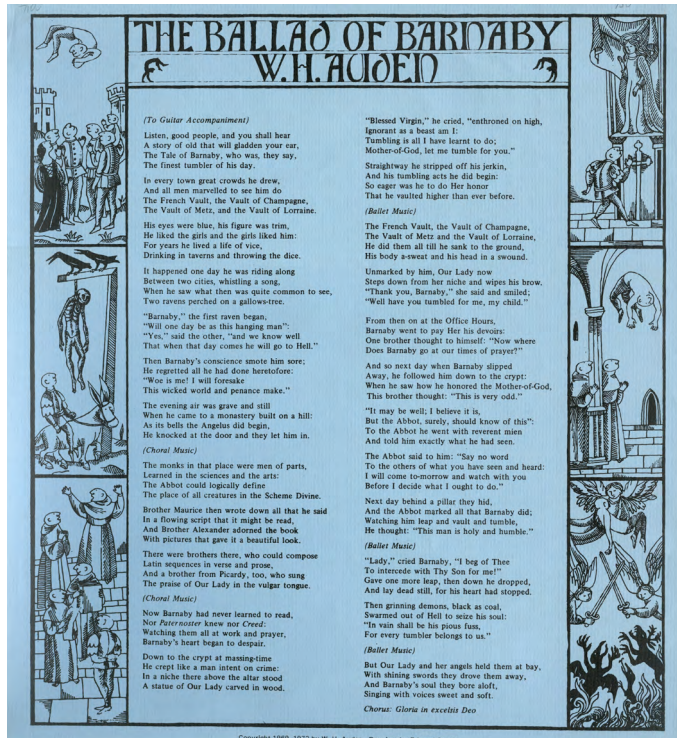 THE BALLAD OF BARNABY
W.H. AUDEN
(To Guitar Accompaniment)
Listen, good people, and you shall hear
A story of old that will gladden your ear,
The Tale of Barnaby, who was, they say,
The finest tumbler of his day.
In every town great crowds he drew,
And all men marvelled to see him do
The French Vault, the Vault of Champagne,
The Vault of Metz, and the Vault of Lorraine.
His eyes were blue, his figure was trim,
He liked the girls and the girls liked him:
For years he lived a life of vice,
Drinking in taverns and throwing the dice.
It happened one day he was riding along
Between two cities, whistling a song,
When he saw what then was quite common to see,
Two ravens perched on a gallows-tree.
"Barnaby," the first raven began,
"Will one day be as this hanging man":
"Yes," said the other, "and we know well
That when that day comes he will go to Hell."
Then Barnaby's conscience smote him sore;
He regretted all he had done heretofore:
"Woe is me! I will foresake
This wicked world and penance make."
The evening air was grave and still
When he came to a monastery built on a hill:
As its bells the Angelus did begin,
He knocked at the door and they let him in.
(Choral Music)
The monks in that place were men of parts,
Learned in the sciences and the arts:
The Abbot could logically define
The place of all creatures in the Scheme Divine.
Brother Maurice then wrote down all that he said
In a flowing script that it might be read,
And Brother Alexander adorned the book
With pictures that gave it a beautiful look.
There were brothers there, who could compose
Latin sequences in verse and prose,
And a brother from Picardy, too, who sung
The praise of Our Lady in the vulgar tongue.
(Choral Music)
Now Barnaby had never learned to read,
Nor Paternoster knew nor Creed:
Watching them all at work and prayer,
Barnaby's heart began to despair.
Down to the crypt at massing-time
He crept like a man intent on crime:
In a niche there above the altar stood
A statue of Our Lady carved in wood.
"Blessed Virgin," he cried, "enthroned on high,
Ignorant as a beast am I:
Tumbling is all I have learnt to do;
Mother-of-God, let me tumble for you."
Straightway he stripped off his jerkin,
And his tumbling acts he did begin:
So eager was he to do Her honor
That he vaulted higher than ever before.
(Ballet Music)
The French Vault, the Vault of Champagne,
The Vault of Metz and the Vault of Lorraine,
He did them all till he sank to the ground,
His body a-sweat and his head in a swound.
Unmarked by him, Our Lady now
Steps down from her niche and wipes his brow.
"Thank you, Barnaby," she said and smiled;
"Well have you tumbled for me, my child."
From then on at the Office Hours,
Barnaby went to pay Her his devoirs:
One brother thought to himself: "Now where
Does Barnaby go at our times of prayer?"
And so next day when Barnaby slipped
Away, he followed him down to the crypt:
When he saw how he honored the Mother-of-God,
This brother thought: "This is very odd."
"It may be well; I believe it is,
But the Abbot, surely, should know of this":
To the Abbot he went with reverent mien
And told him exactly what he had seen.
The Abbot said to him: "Say no word
To the others of what you have seen and heard:
I will come to-morrow and watch with you
Before I decide what I ought to do."
Next day behind a pillar they hid,
And the Abbot marked all that Barnaby did;
Watching him leap and vault and tumble,
He thought: "This man is holy and humble."
(Ballet Music)
"Lady," cried Barnaby, "I beg of Thee
To intercede with Thy Son for me!"
Gave one more leap, then down he dropped,
And lay dead still, for his heart had stopped.
Then grinning demons, black as coal,
Swarmed out of Hell to seize his soul:
"In vain shall be his pious fuss,
For every tumbler belongs to us."
(Ballet Music)
But Our Lady and her angels held them at bay,
With shining swords they drove them away,
And Barnaby's soul they bore aloft,
Singing with voices sweet and soft.
Chorus: Gloria in excelsis Deo